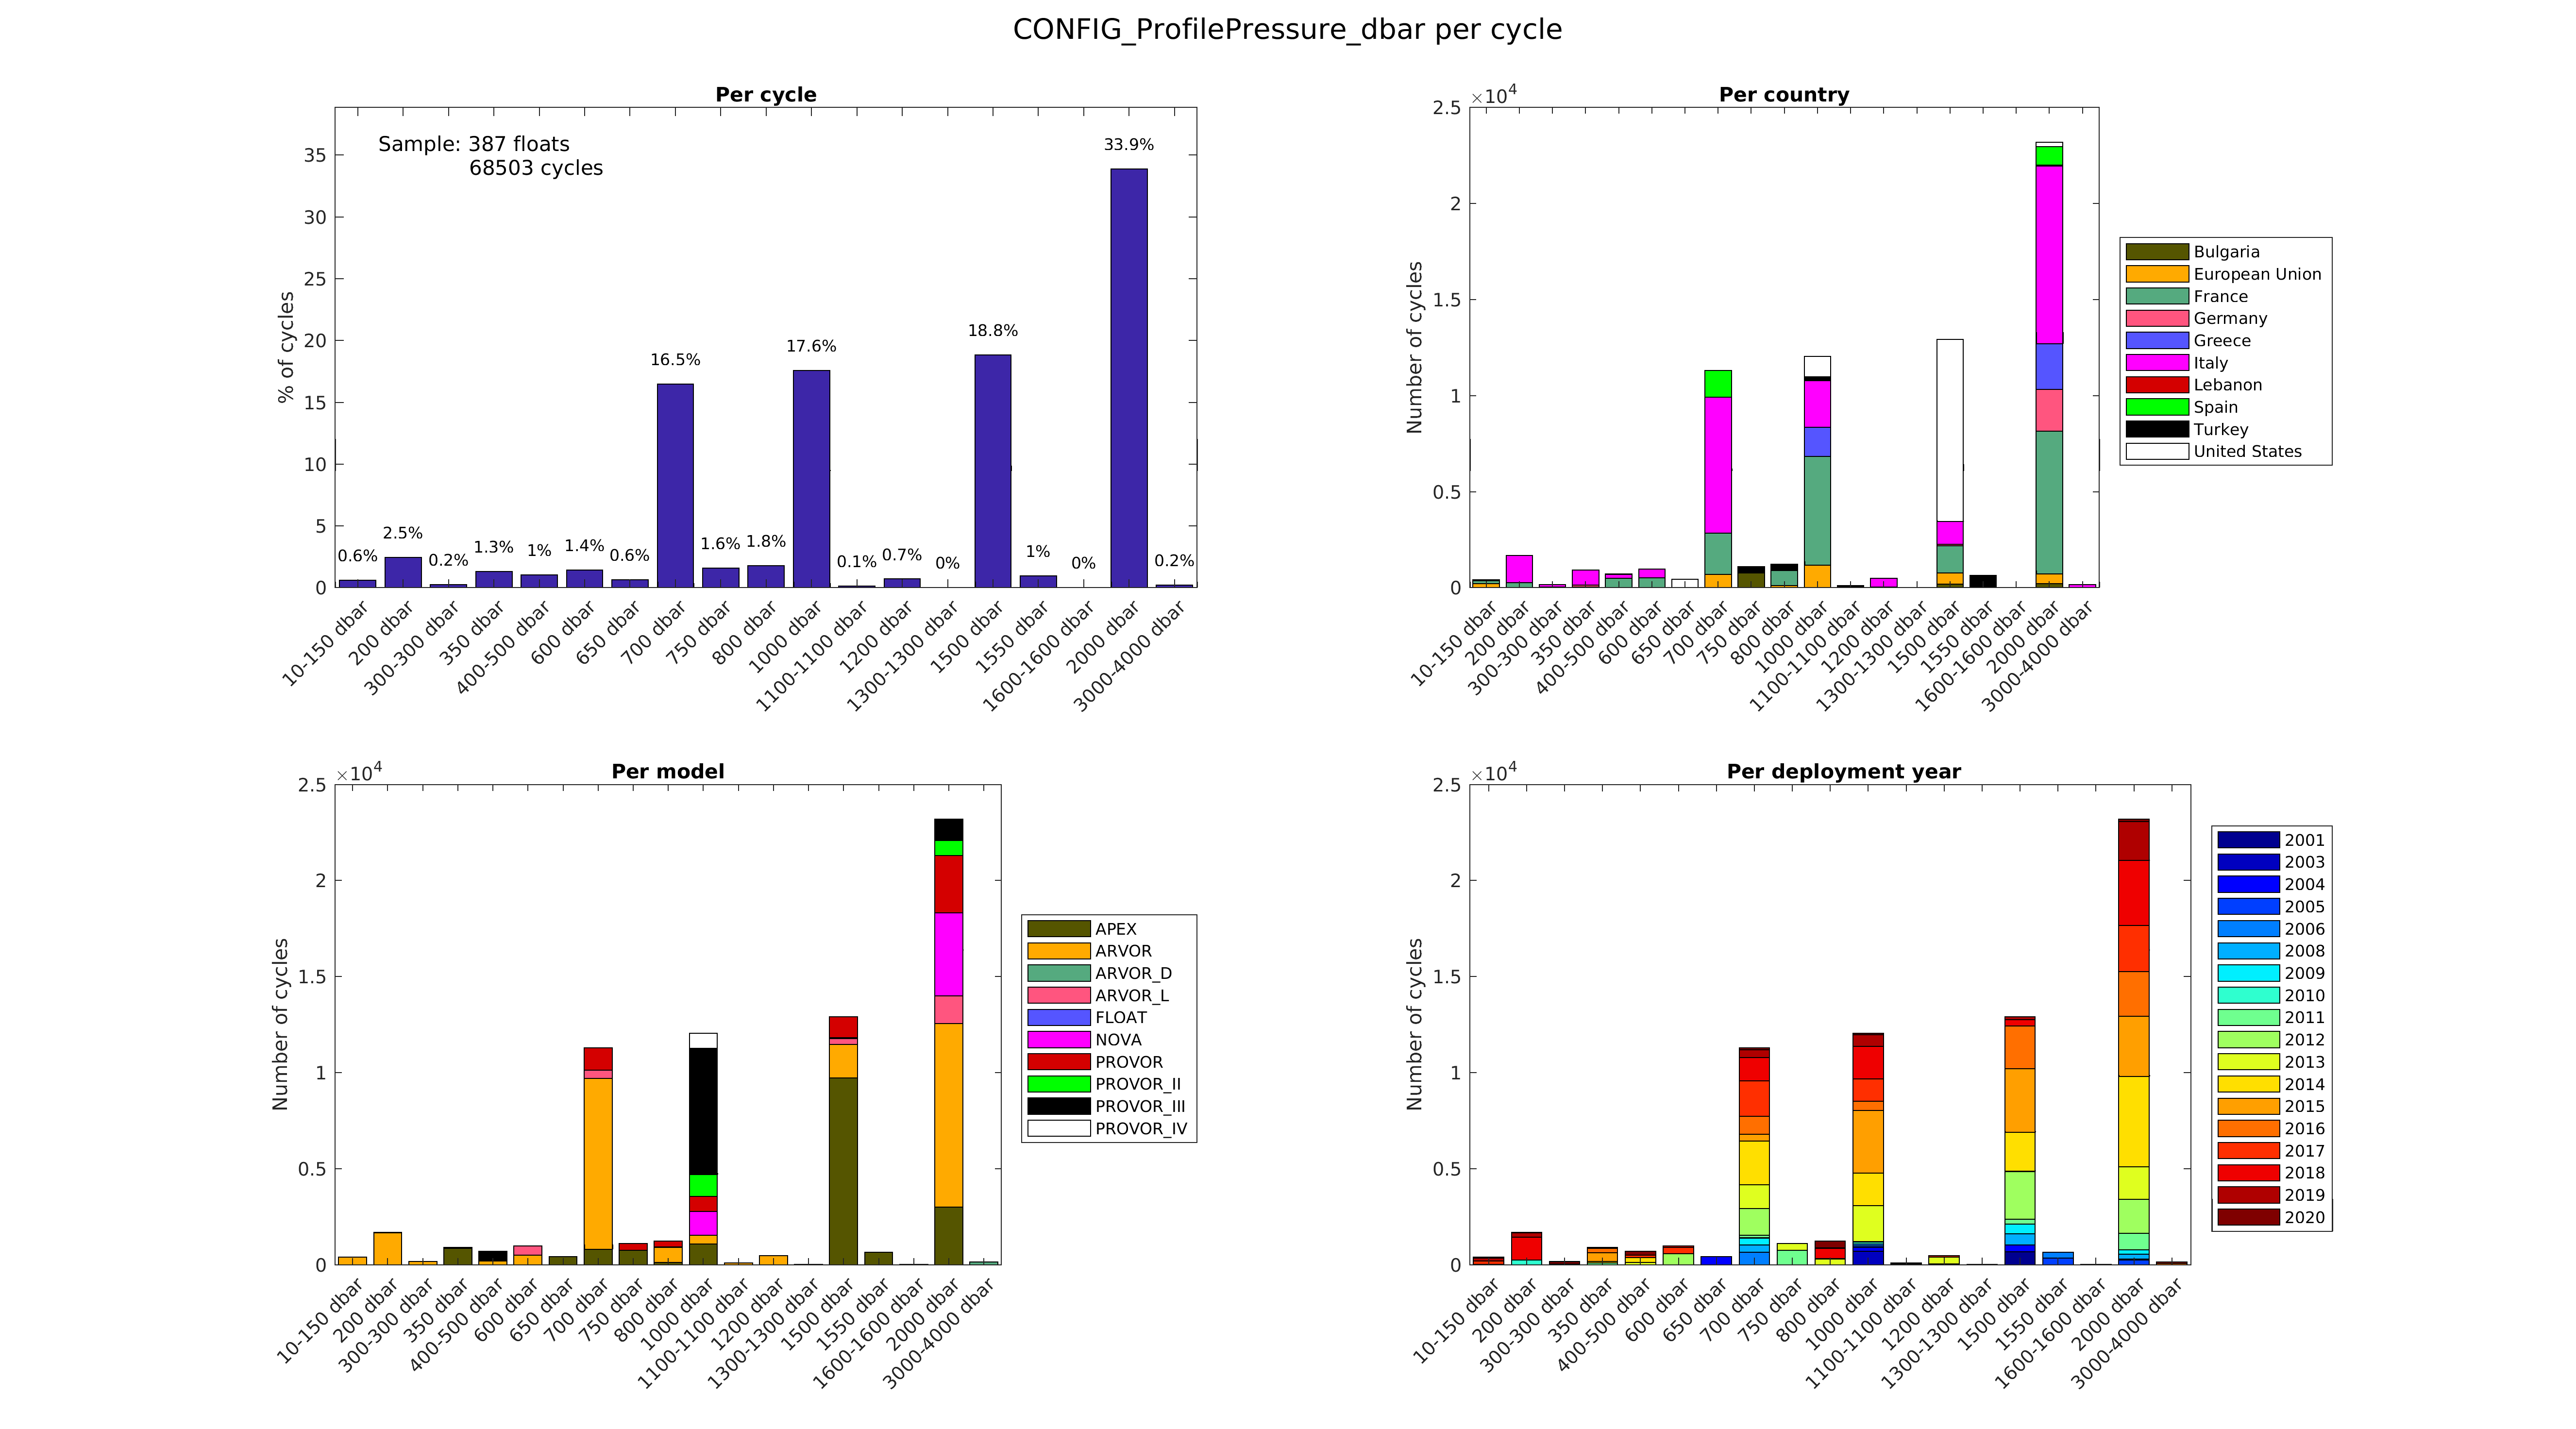 CONFIG_ProfilePressure_dbar per cycle
Per cycle
Sample: 387 floats
68503 cycles
% of cycles
35
30
25
20
15
10
5
0
0.6%
2.5%
0.2%
1.3%
1%
1.4%
0.6%
16.5%
1.6%
1.8%
17.6%
0.1%
0.7%
0%
18.8%
1%
0%
33.9%
0.2%
10-150 dbar
200 dbar
300-300 dbar
350 dbar
400-500 dbar
600 dbar
650 dbar
700 dbar
750 dbar
800 dbar
1000 dbar
1100-1100 dbar
1200 dbar
1300-1300 dbar
1500 dbar
1550 dbar
1600-1600 dbar
2000 dbar
3000-4000 dbar
Per country
×10⁴
Number of cycles
2.5
2
1.5
1
0.5
0
10-150 dbar
200 dbar
300-300 dbar
350 dbar
400-500 dbar
600 dbar
650 dbar
700 dbar
750 dbar
800 dbar
1000 dbar
1100-1100 dbar
1200 dbar
1300-1300 dbar
1500 dbar
1550 dbar
1600-1600 dbar
2000 dbar
3000-4000 dbar
Bulgaria
European Union
France
Germany
Greece
Italy
Lebanon
Spain
Turkey
United States
Per model
×10⁴
Number of cycles
2.5
2
1.5
1
0.5
0
10-150 dbar
200 dbar
300-300 dbar
350 dbar
400-500 dbar
600 dbar
650 dbar
700 dbar
750 dbar
800 dbar
1000 dbar
1100-1100 dbar
1200 dbar
1300-1300 dbar
1500 dbar
1550 dbar
1600-1600 dbar
2000 dbar
3000-4000 dbar
APEX
ARVOR
ARVOR_D
ARVOR_L
FLOAT
NOVA
PROVOR
PROVOR_II
PROVOR_III
PROVOR_IV
Per deployment year
×10⁴
Number of cycles
2.5
2
1.5
1
0.5
0
10-150 dbar
200 dbar
300-300 dbar
350 dbar
400-500 dbar
600 dbar
650 dbar
700 dbar
750 dbar
800 dbar
1000 dbar
1100-1100 dbar
1200 dbar
1300-1300 dbar
1500 dbar
1550 dbar
1600-1600 dbar
2000 dbar
3000-4000 dbar
2001
2003
2004
2005
2006
2008
2009
2010
2011
2012
2013
2014
2015
2016
2017
2018
2019
2020